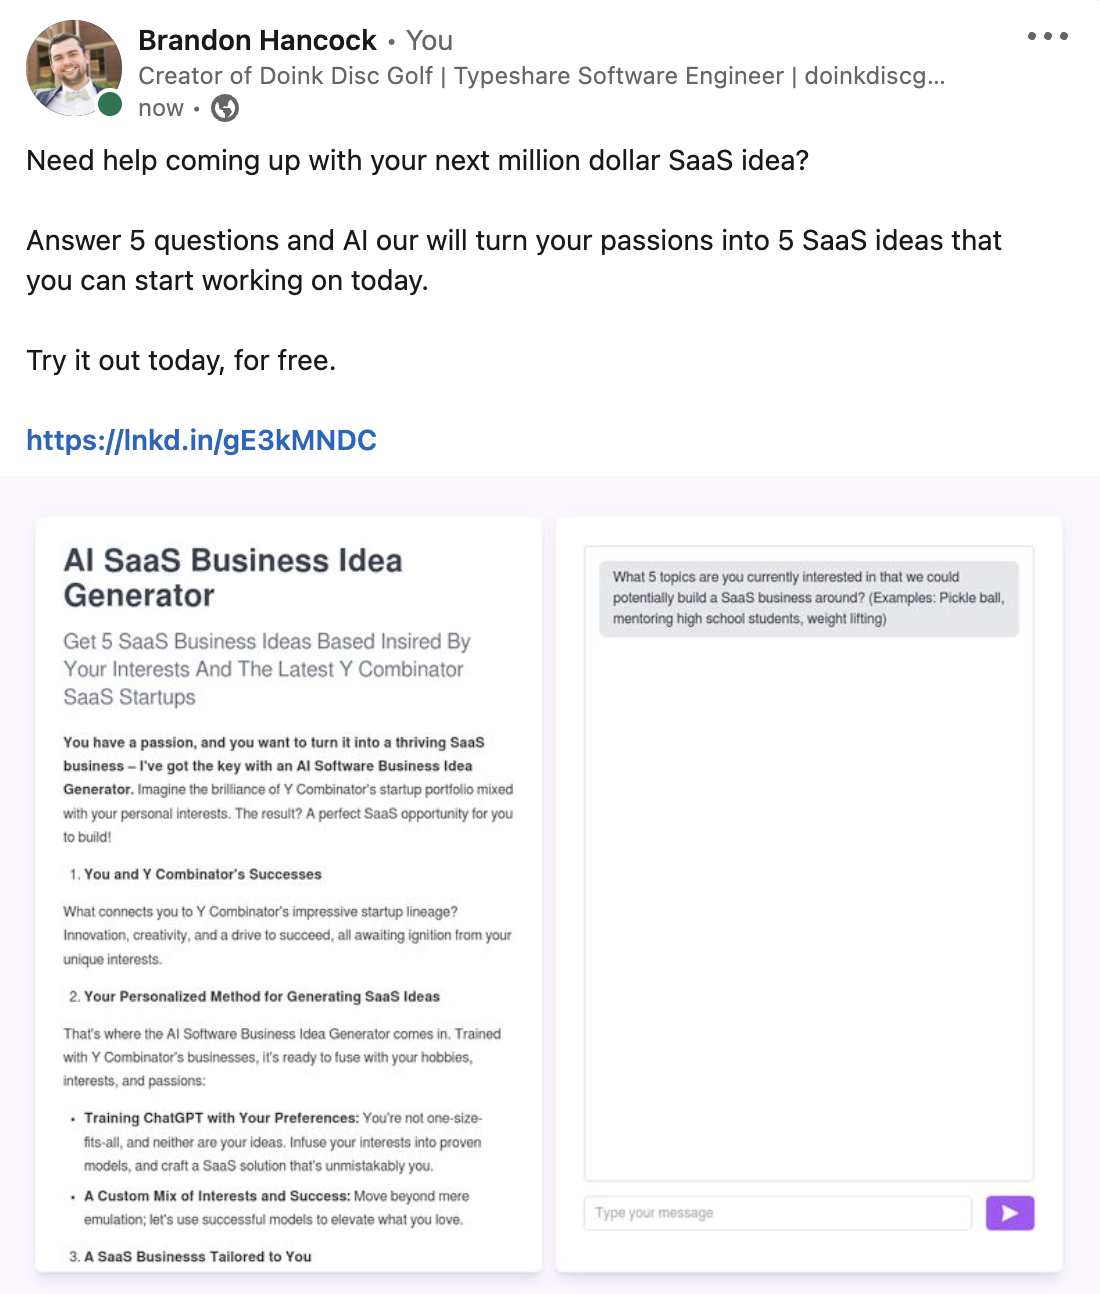 Brandon Hancock • You
Creator of Doink Disc Golf | Typeshare Software Engineer | doinkdiscg...
now •
Need help coming up with your next million dollar SaaS idea?
Answer 5 questions and AI our will turn your passions into 5 SaaS ideas that
you can start working on today.
Try it out today, for free.
https://lnkd.in/gE3kMNDC
AI SaaS Business Idea
Generator
Get 5 SaaS Business Ideas Based Insired By
Your Interests And The Latest Y Combinator
SaaS Startups
You have a passion, and you want to turn it into a thriving SaaS
business – I've got the key with an AI Software Business Idea
Generator. Imagine the brilliance of Y Combinator's startup portfolio mixed
with your personal interests. The result? A perfect SaaS opportunity for you
to build!
1. You and Y Combinator's Successes
What connects you to Y Combinator's impressive startup lineage?
Innovation, creativity, and a drive to succeed, all awaiting ignition from your
unique interests.
2. Your Personalized Method for Generating SaaS Ideas
That's where the AI Software Business Idea Generator comes in. Trained
with Y Combinator's businesses, it's ready to fuse with your hobbies,
interests, and passions:
• Training ChatGPT with Your Preferences: You're not one-size-
fits-all, and neither are your ideas. Infuse your interests into proven
models, and craft a SaaS solution that's unmistakably you.
• A Custom Mix of Interests and Success: Move beyond mere
emulation; let's use successful models to elevate what you love.
3. A SaaS Businesss Tailored to You
What 5 topics are you currently interested in that we could
potentially build a SaaS business around? (Examples: Pickle ball,
mentoring high school students, weight lifting)
Type your message